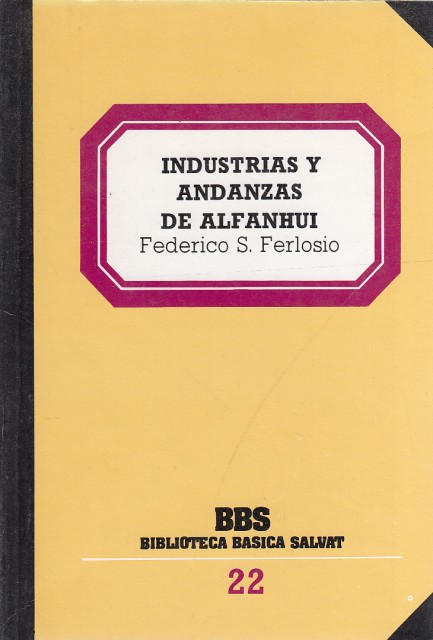 INDUSTRIAS Y
ANDANZAS
DE ALFANHUI
Federico S. Ferlosio
BBS
BIBLIOTECA BASICA SALVAT
22